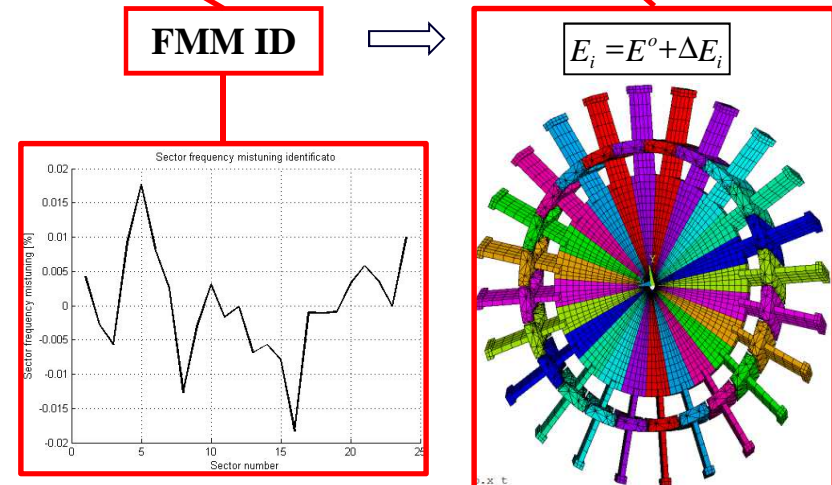 FMM ID
E_i = E^o + ΔE_i
Sector frequency mistuning identificato
Sector frequency mistuning [%]
0.02
0.015
0.01
0.005
0
-0.005
-0.01
-0.015
-0.02
0 5 10 15 20 25
Sector number
Y